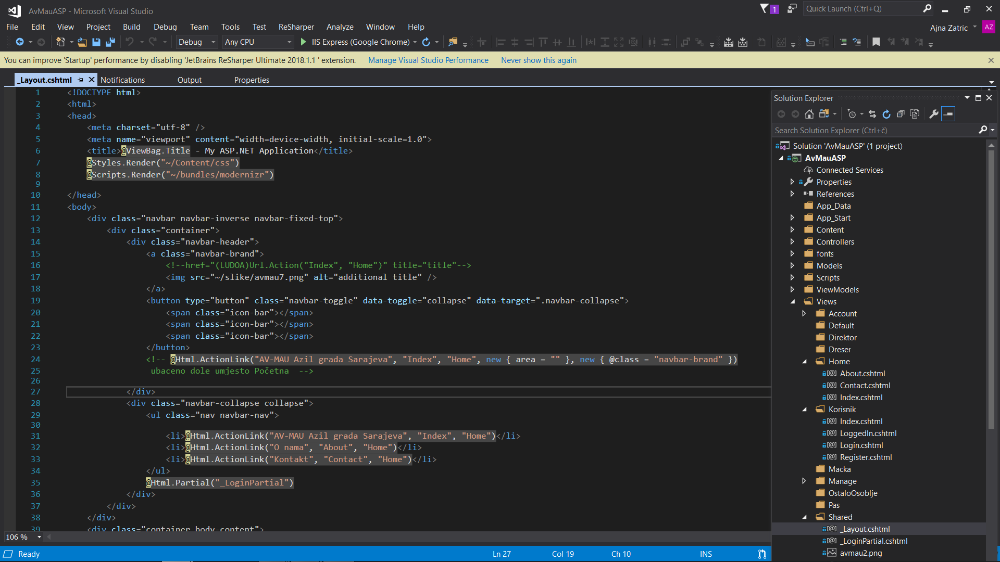 AvMauASP - Microsoft Visual Studio
1
Quick Launch (Ctrl+Q)
File Edit View Project Build Debug Team Tools Test ReSharper Analyze Window Help
Ajna Zatric AZ
Debug Any CPU IIS Express (Google Chrome)
You can improve 'Startup' performance by disabling 'JetBrains ReSharper Ultimate 2018.1.1 ' extension. Manage Visual Studio Performance Never show this again
_Layout.cshtml Notifications Output Properties
1 <!DOCTYPE html>
2 <html>
3 <head>
4 <meta charset="utf-8" />
5 <meta name="viewport" content="width=device-width, initial-scale=1.0">
6 <title>@ViewBag.Title - My ASP.NET Application</title>
7 @Styles.Render("~/Content/css")
8 @Scripts.Render("~/bundles/modernizr")
9
10 </head>
11 <body>
12 <div class="navbar navbar-inverse navbar-fixed-top">
13 <div class="container">
14 <div class="navbar-header">
15 <a class="navbar-brand">
16 <!--href="(LUDOA)Url.Action("Index", "Home")" title="title"-->
17 <img src="~/slike/avmau7.png" alt="additional title" />
18 </a>
19 <button type="button" class="navbar-toggle" data-toggle="collapse" data-target=".navbar-collapse">
20 <span class="icon-bar"></span>
21 <span class="icon-bar"></span>
22 <span class="icon-bar"></span>
23 </button>
24 <!-- @Html.ActionLink("AV-MAU Azil grada Sarajeva", "Index", "Home", new { area = "" }, new { @class = "navbar-brand" })
25 ubaceno dole umjesto Početna -->
26
27 </div>
28 <div class="navbar-collapse collapse">
29 <ul class="nav navbar-nav">
30
31 <li>@Html.ActionLink("AV-MAU Azil grada Sarajeva", "Index", "Home")</li>
32 <li>@Html.ActionLink("O nama", "About", "Home")</li>
33 <li>@Html.ActionLink("Kontakt", "Contact", "Home")</li>
34 </ul>
35 @Html.Partial("_LoginPartial")
36 </div>
37 </div>
38 </div>
39 <div class="container body-content">
106 %
Solution Explorer
Search Solution Explorer (Ctrl+č)
Solution 'AvMauASP' (1 project)
AvMauASP
Connected Services
Properties
References
App_Data
App_Start
Content
Controllers
fonts
Models
Scripts
ViewModels
Views
Account
Default
Direktor
Dreser
Home
About.cshtml
Contact.cshtml
Index.cshtml
Korisnik
Index.cshtml
LoggedIn.cshtml
Login.cshtml
Register.cshtml
Macka
Manage
OstaloOsoblje
Pas
Shared
_Layout.cshtml
_LoginPartial.cshtml
avmau2.png
Ready Ln 27 Col 19 Ch 10 INS